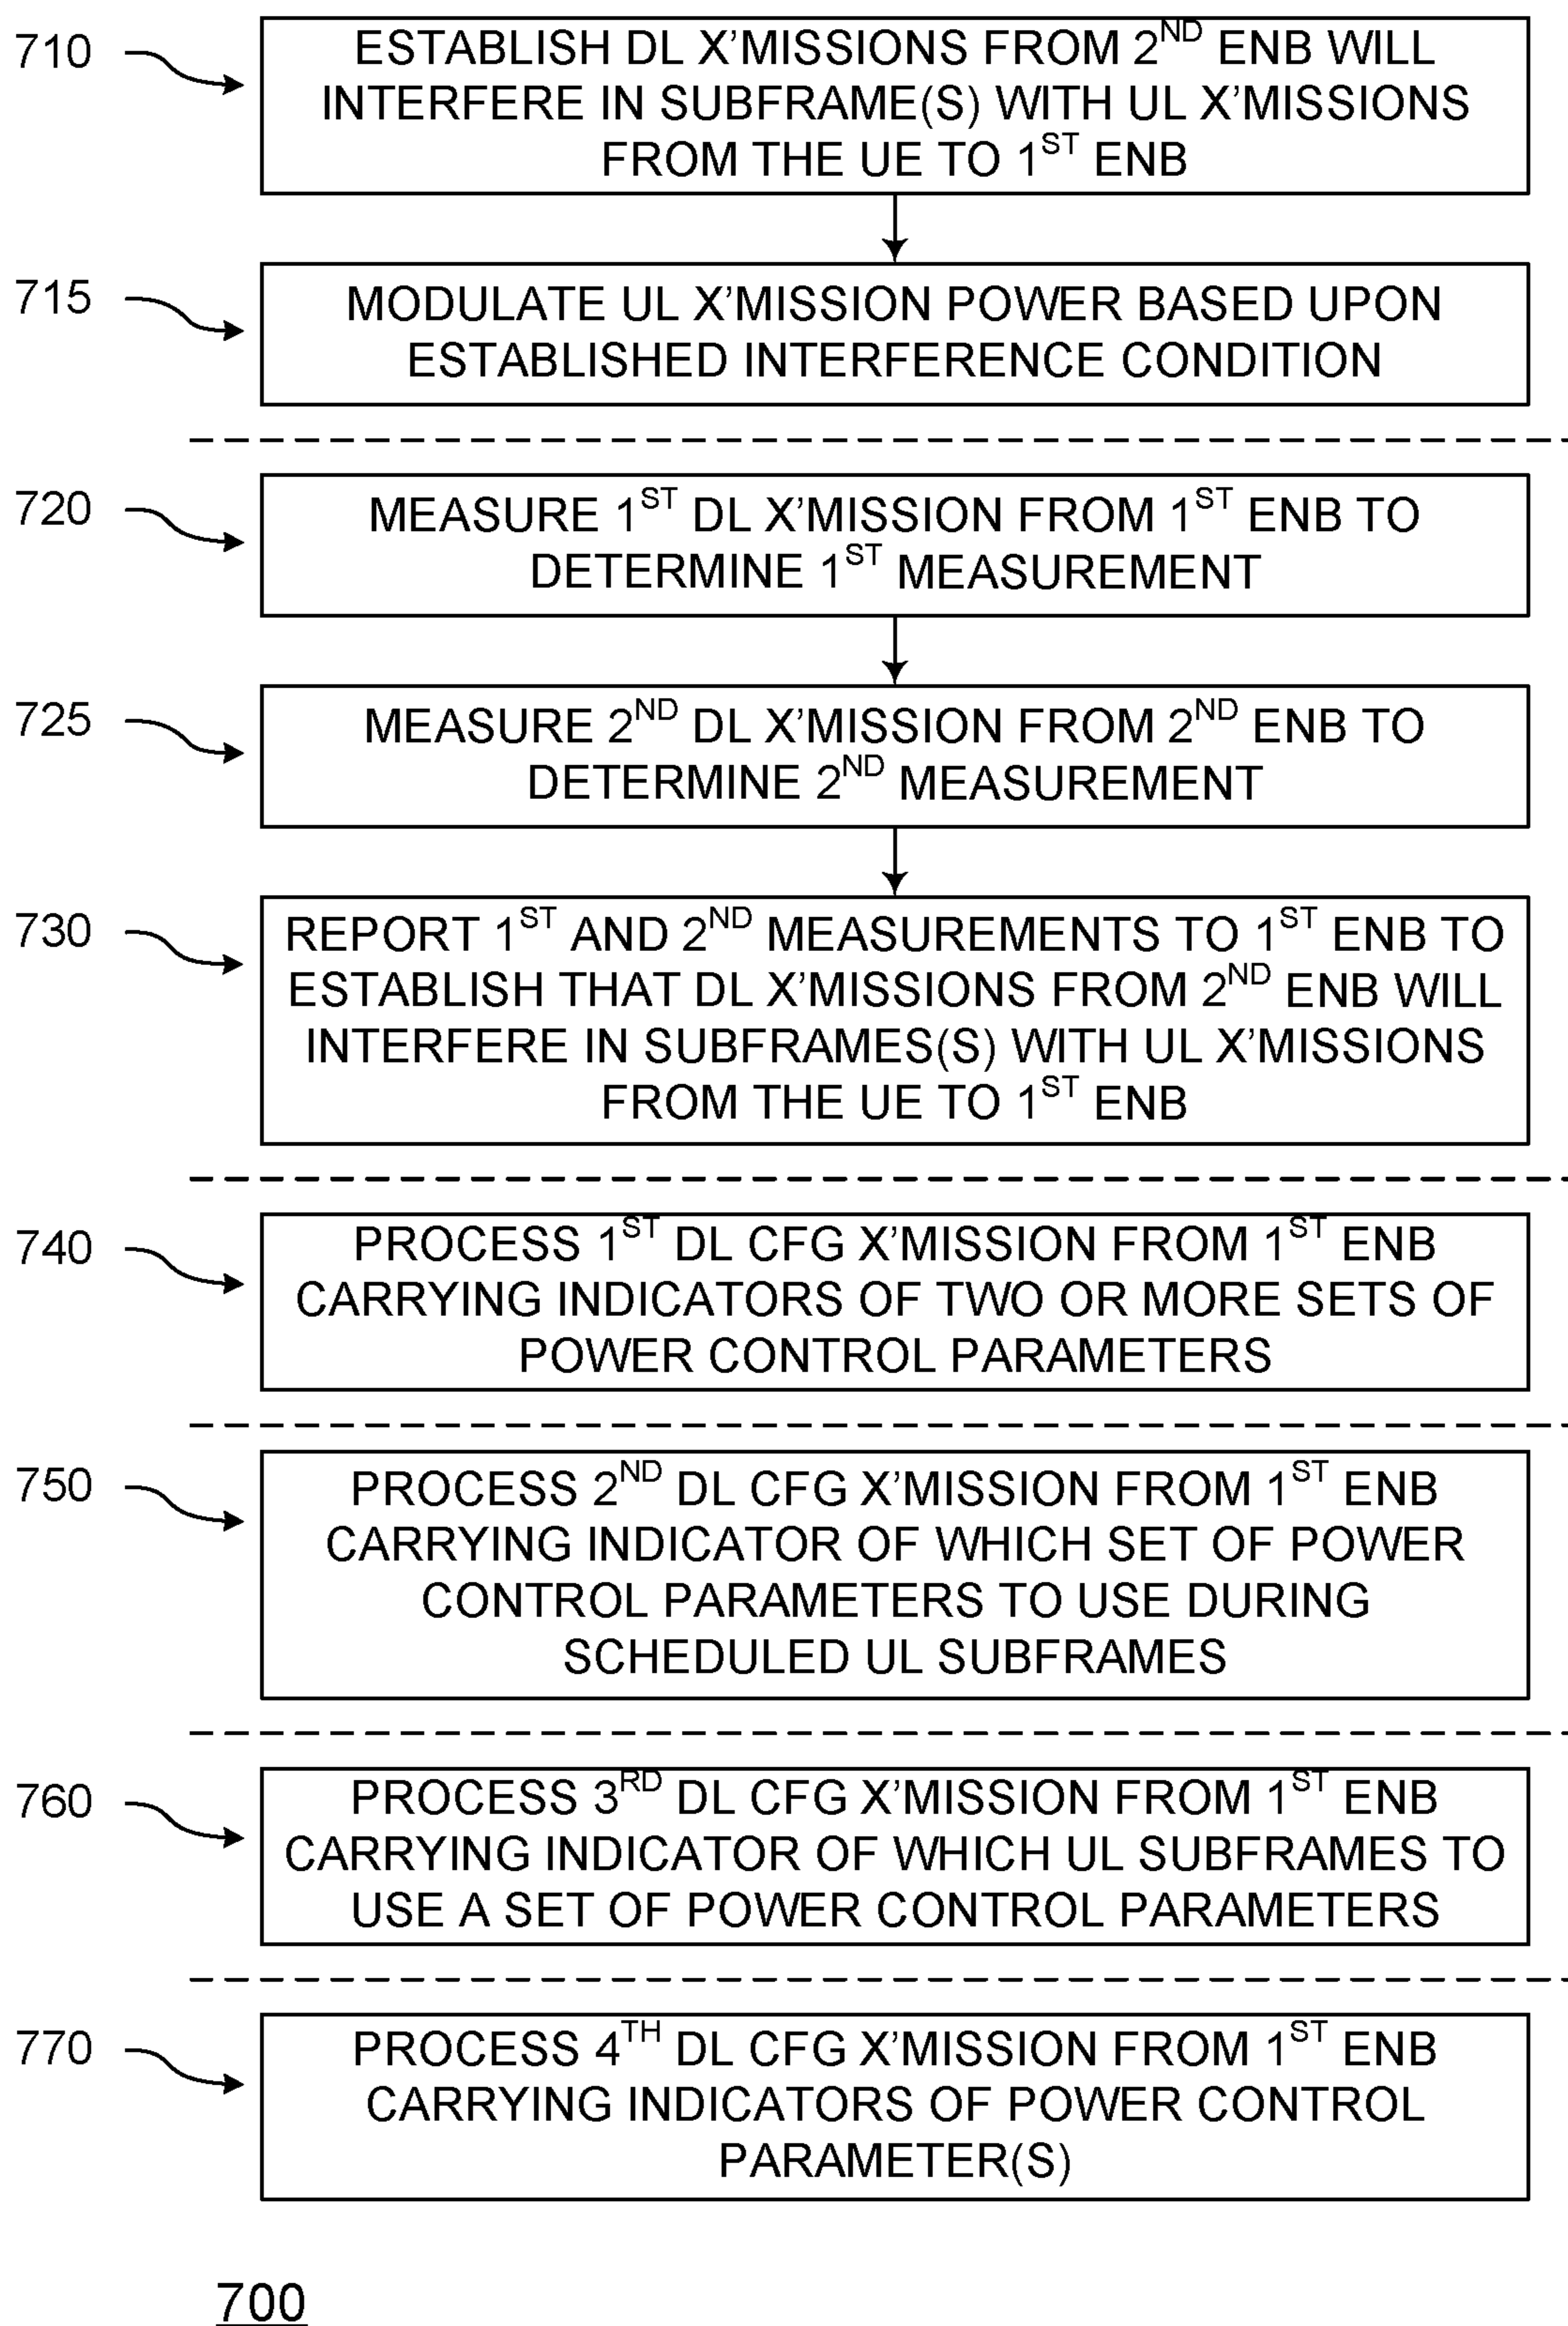 710
ESTABLISH DL X'MISSIONS FROM 2ND ENB WILL
INTERFERE IN SUBFRAME(S) WITH UL X'MISSIONS
FROM THE UE TO 1ST ENB
715
MODULATE UL X'MISSION POWER BASED UPON
ESTABLISHED INTERFERENCE CONDITION
720
MEASURE 1ST DL X'MISSION FROM 1ST ENB TO
DETERMINE 1ST MEASUREMENT
725
MEASURE 2ND DL X'MISSION FROM 2ND ENB TO
DETERMINE 2ND MEASUREMENT
730
REPORT 1ST AND 2ND MEASUREMENTS TO 1ST ENB TO
ESTABLISH THAT DL X'MISSIONS FROM 2ND ENB WILL
INTERFERE IN SUBFRAMES(S) WITH UL X'MISSIONS
FROM THE UE TO 1ST ENB
740
PROCESS 1ST DL CFG X'MISSION FROM 1ST ENB
CARRYING INDICATORS OF TWO OR MORE SETS OF
POWER CONTROL PARAMETERS
750
PROCESS 2ND DL CFG X'MISSION FROM 1ST ENB
CARRYING INDICATOR OF WHICH SET OF POWER
CONTROL PARAMETERS TO USE DURING
SCHEDULED UL SUBFRAMES
760
PROCESS 3RD DL CFG X'MISSION FROM 1ST ENB
CARRYING INDICATOR OF WHICH UL SUBFRAMES TO
USE A SET OF POWER CONTROL PARAMETERS
770
PROCESS 4TH DL CFG X'MISSION FROM 1ST ENB
CARRYING INDICATORS OF POWER CONTROL
PARAMETER(S)
700